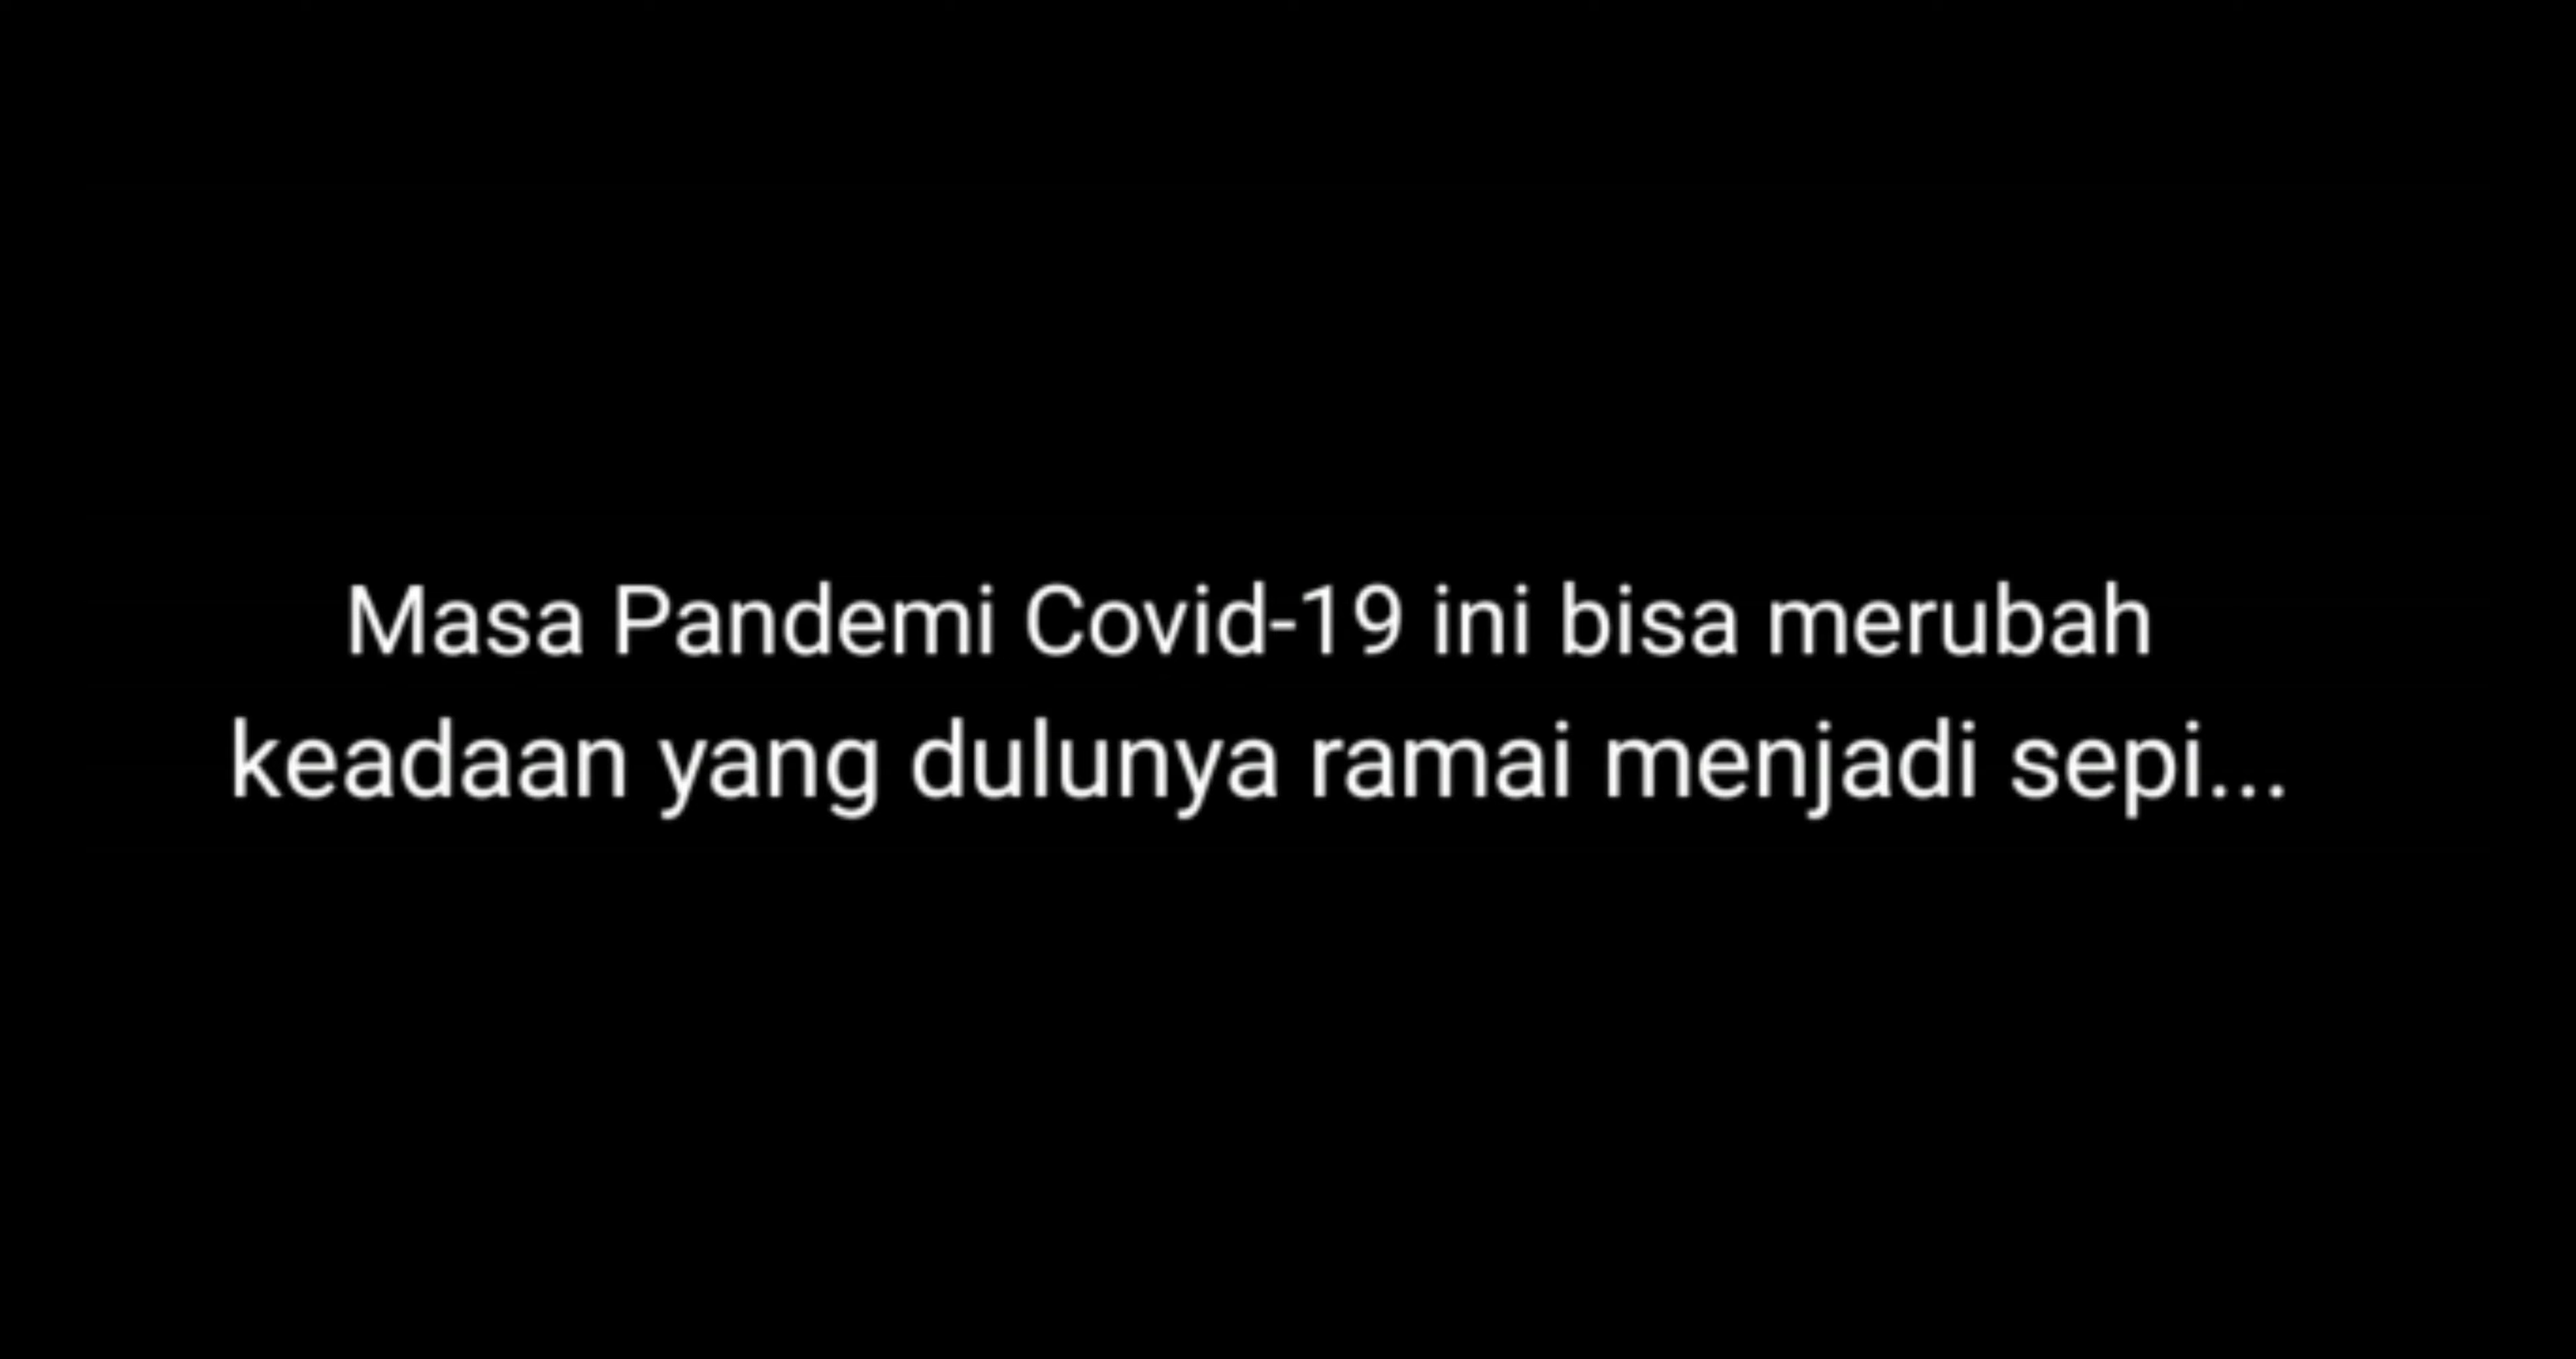 Masa Pandemi Covid-19 ini bisa merubah
keadaan yang dulunya ramai menjadi sepi...